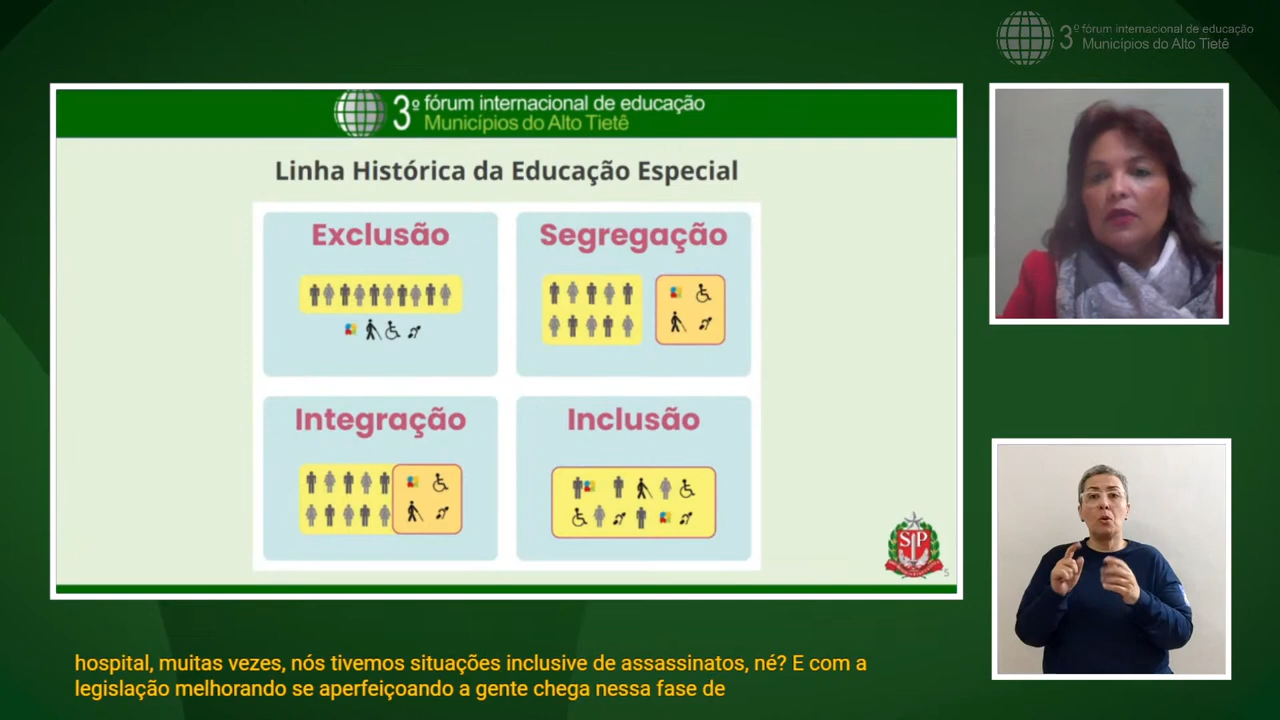 3º fórum internacional de educação
Municípios do Alto Tietê
3º fórum internacional de educação
Municípios do Alto Tietê
Linha Histórica da Educação Especial
Exclusão
Segregação
Integração
Inclusão
SP
5
hospital, muitas vezes, nós tivemos situações inclusive de assassinatos, né? E com a
legislação melhorando se aperfeiçoando a gente chega nessa fase de